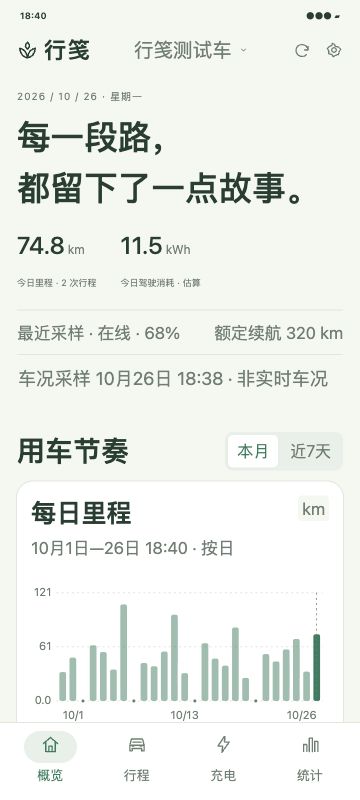 18:40
行笺
行笺测试车
2026 / 10 / 26 · 星期一
每一段路，
都留下了一点故事。
74.8 km
11.5 kWh
今日里程 · 2 次行程
今日驾驶消耗 · 估算
最近采样 · 在线 · 68%
额定续航 320 km
车况采样 10月26日 18:38 · 非实时车况
用车节奏
本月
近7天
每日里程
km
10月1日—26日 18:40 · 按日
121
61
0.0
10/1
10/13
10/26
概览
行程
充电
统计